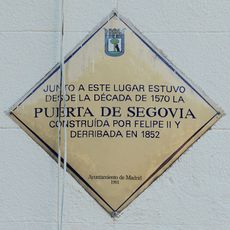 JUNTO A ESTE LUGAR ESTUVO
DESDE LA DÉCADA DE 1570 LA
PUERTA DE SEGOVIA
CONSTRUÍDA POR FELIPE II Y
DERRIBADA EN 1852
Ayuntamiento de Madrid
1991